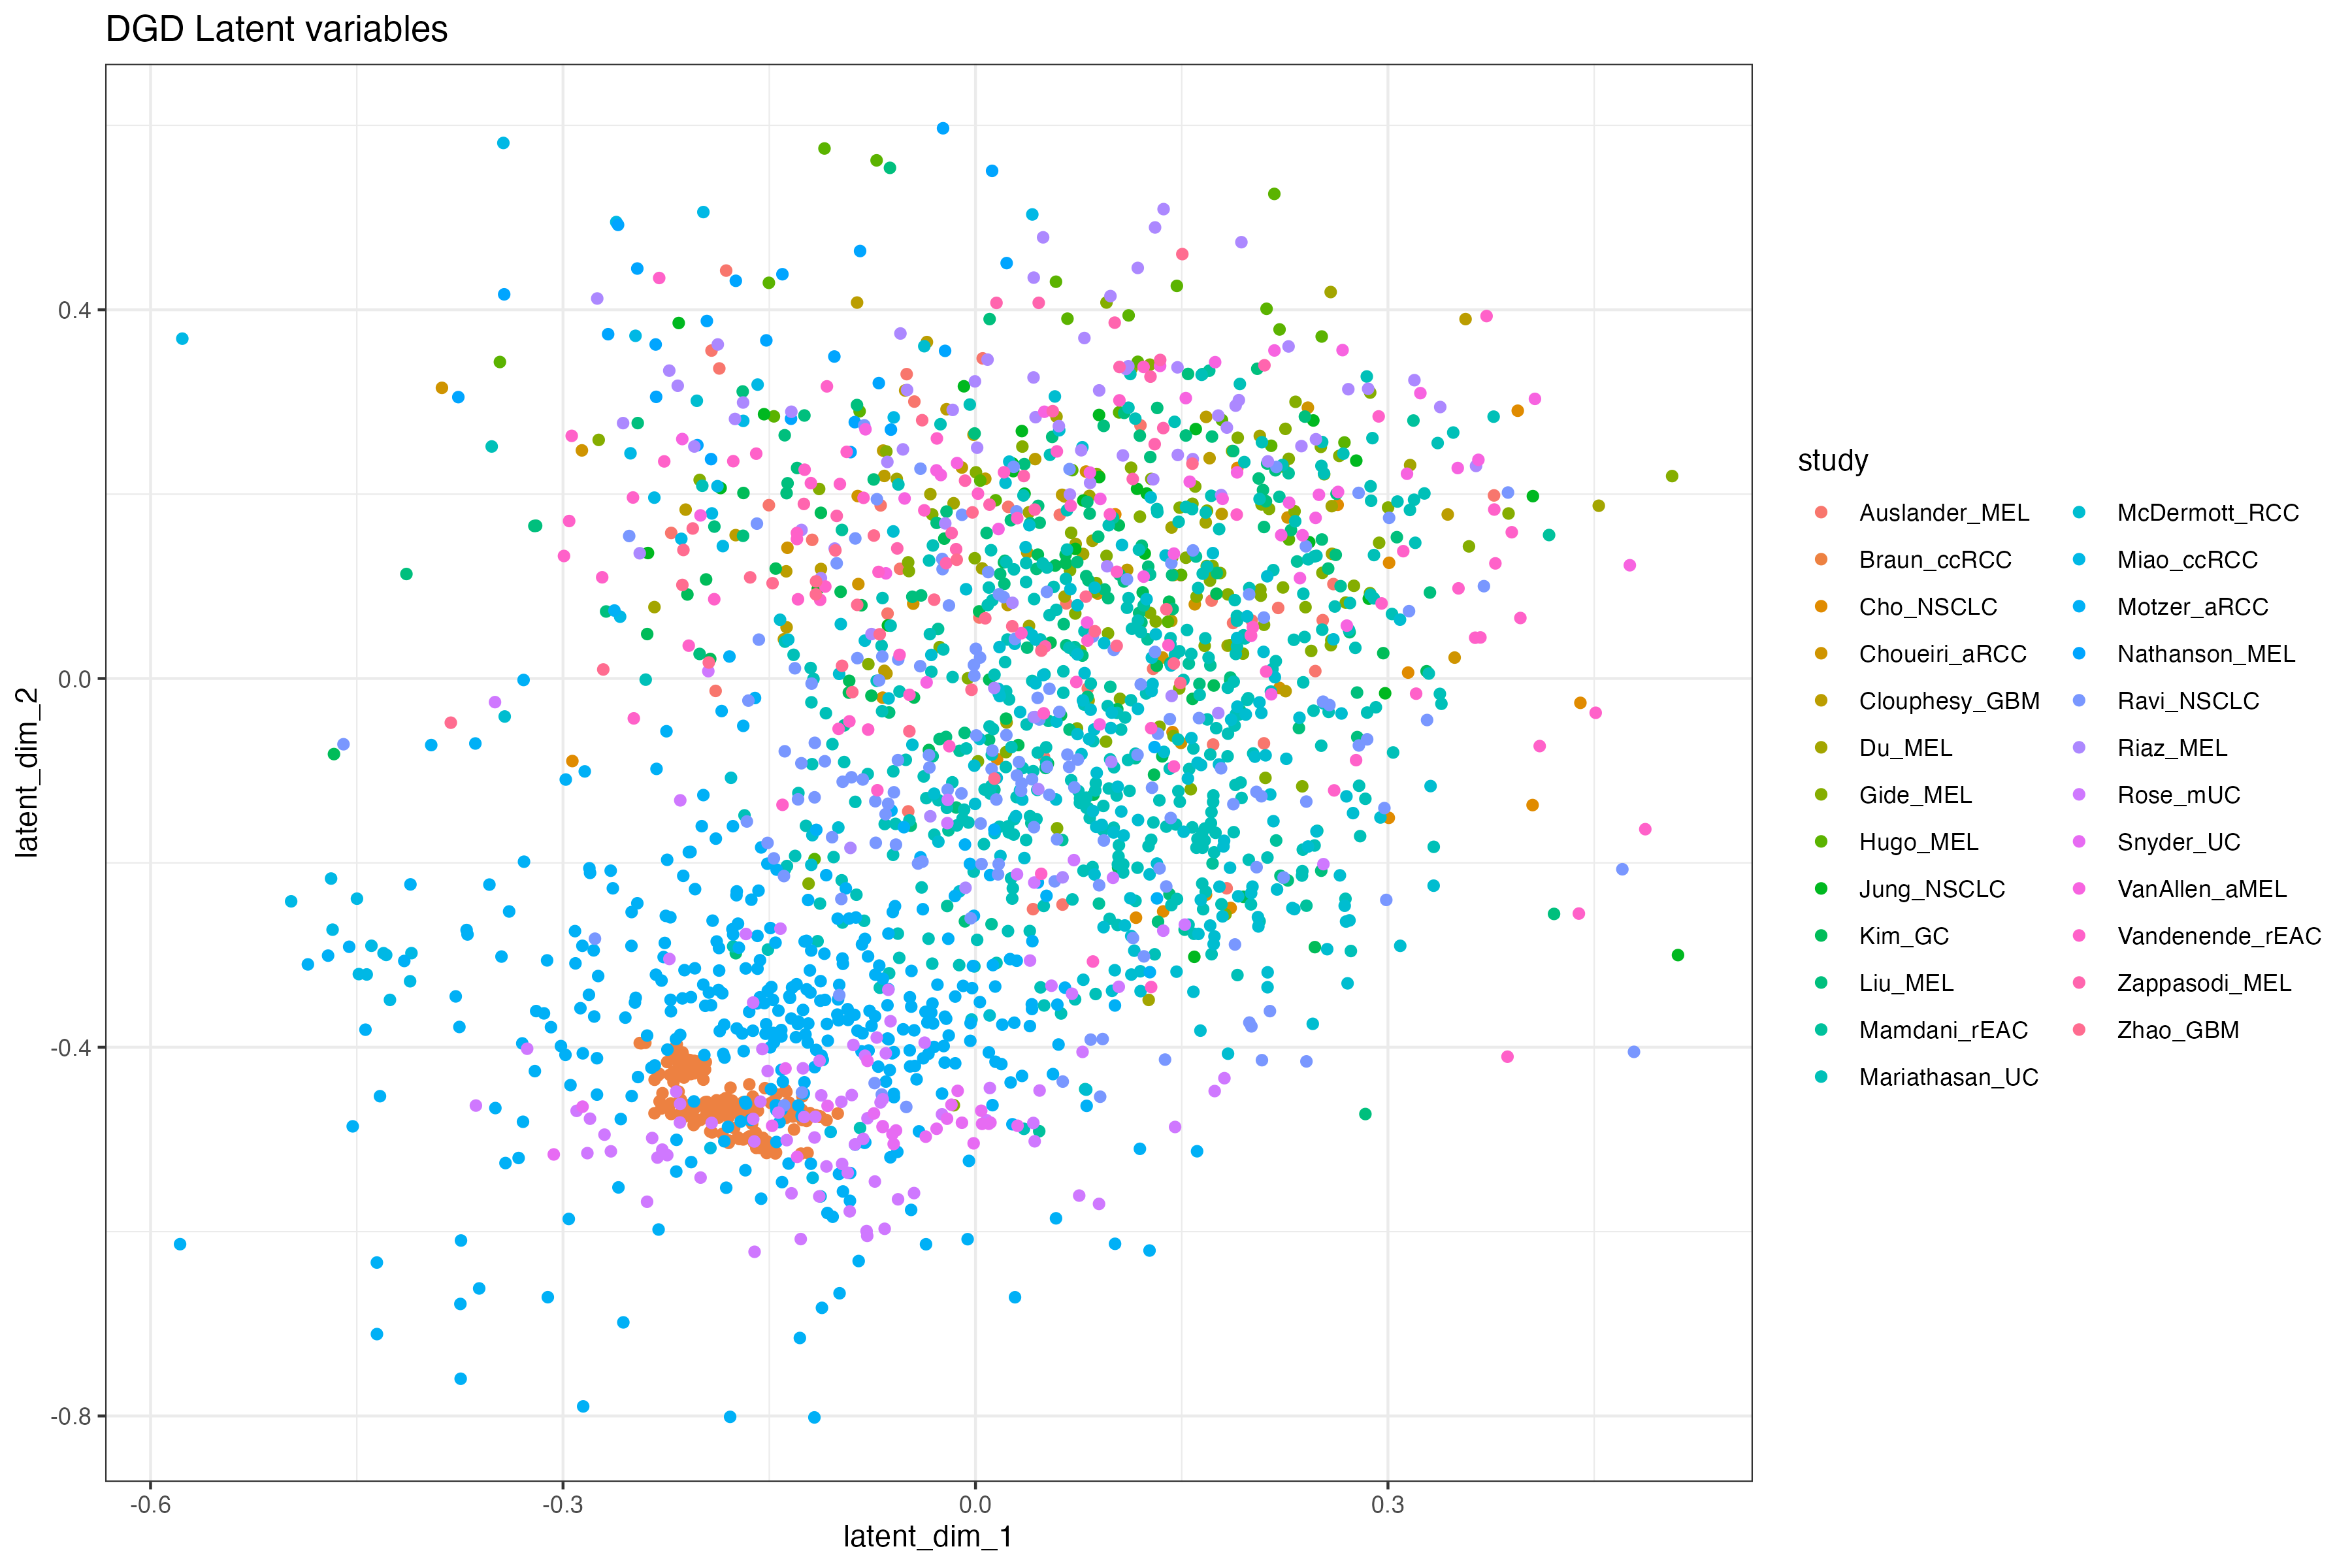 DGD Latent variables
latent_dim_2
0.4
0.0
-0.4
-0.8
-0.6
-0.3
0.0
0.3
latent_dim_1
study
Auslander_MEL
Braun_ccRCC
Cho_NSCLC
Choueiri_aRCC
Clouphesy_GBM
Du_MEL
Gide_MEL
Hugo_MEL
Jung_NSCLC
Kim_GC
Liu_MEL
Mamdani_rEAC
Mariathasan_UC
McDermott_RCC
Miao_ccRCC
Motzer_aRCC
Nathanson_MEL
Ravi_NSCLC
Riaz_MEL
Rose_mUC
Snyder_UC
VanAllen_aMEL
Vandenende_rEAC
Zappasodi_MEL
Zhao_GBM